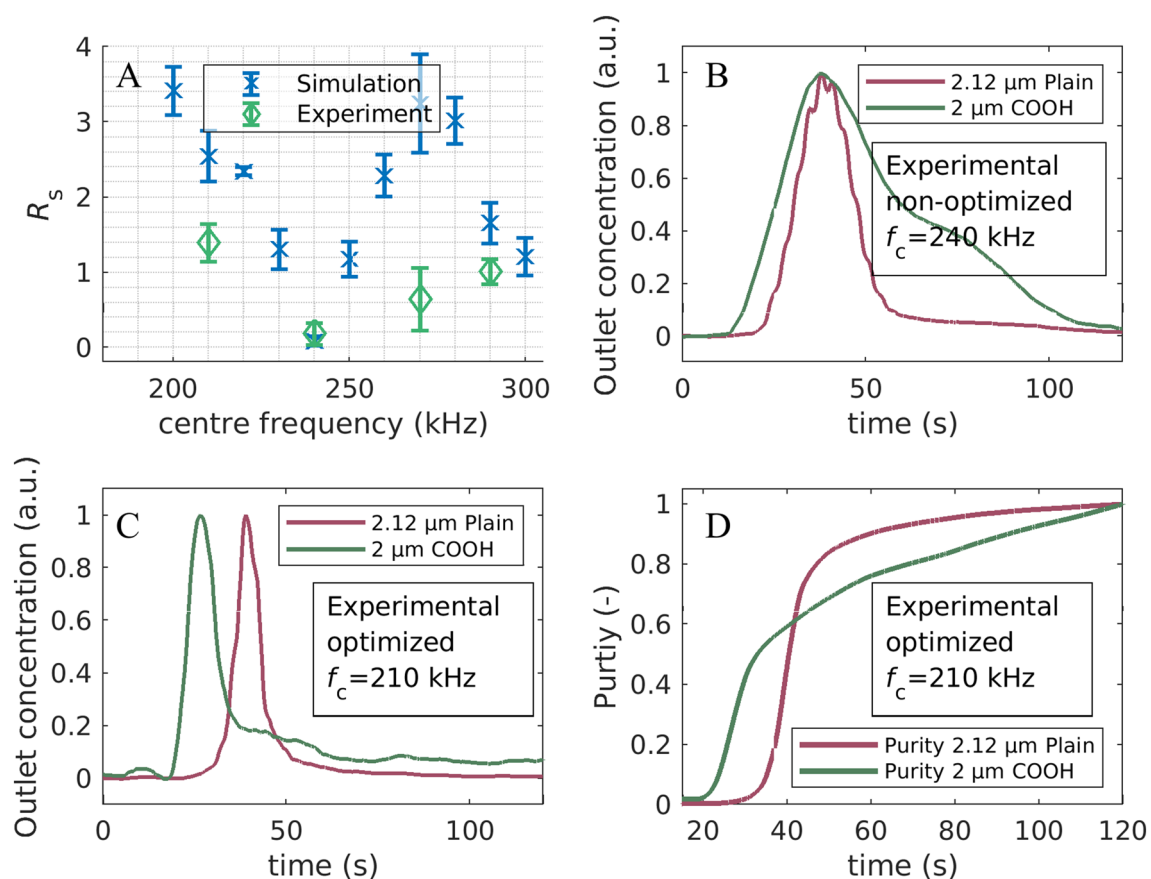 A
Simulation
Experiment
4
3
2
1
0
R_s
200
250
300
centre frequency (kHz)
B
2.12 µm Plain
2 µm COOH
Experimental
non-optimized
f_c=240 kHz
1
0.8
0.6
0.4
0.2
0
Outlet concentration (a.u.)
0
50
100
time (s)
C
2.12 µm Plain
2 µm COOH
Experimental
optimized
f_c=210 kHz
1
0.8
0.6
0.4
0.2
0
Outlet concentration (a.u.)
0
50
100
time (s)
D
Experimental
optimized
f_c=210 kHz
Purity 2.12 µm Plain
Purity 2 µm COOH
1
0.8
0.6
0.4
0.2
0
Purtiy (-)
20
40
60
80
100
120
time (s)